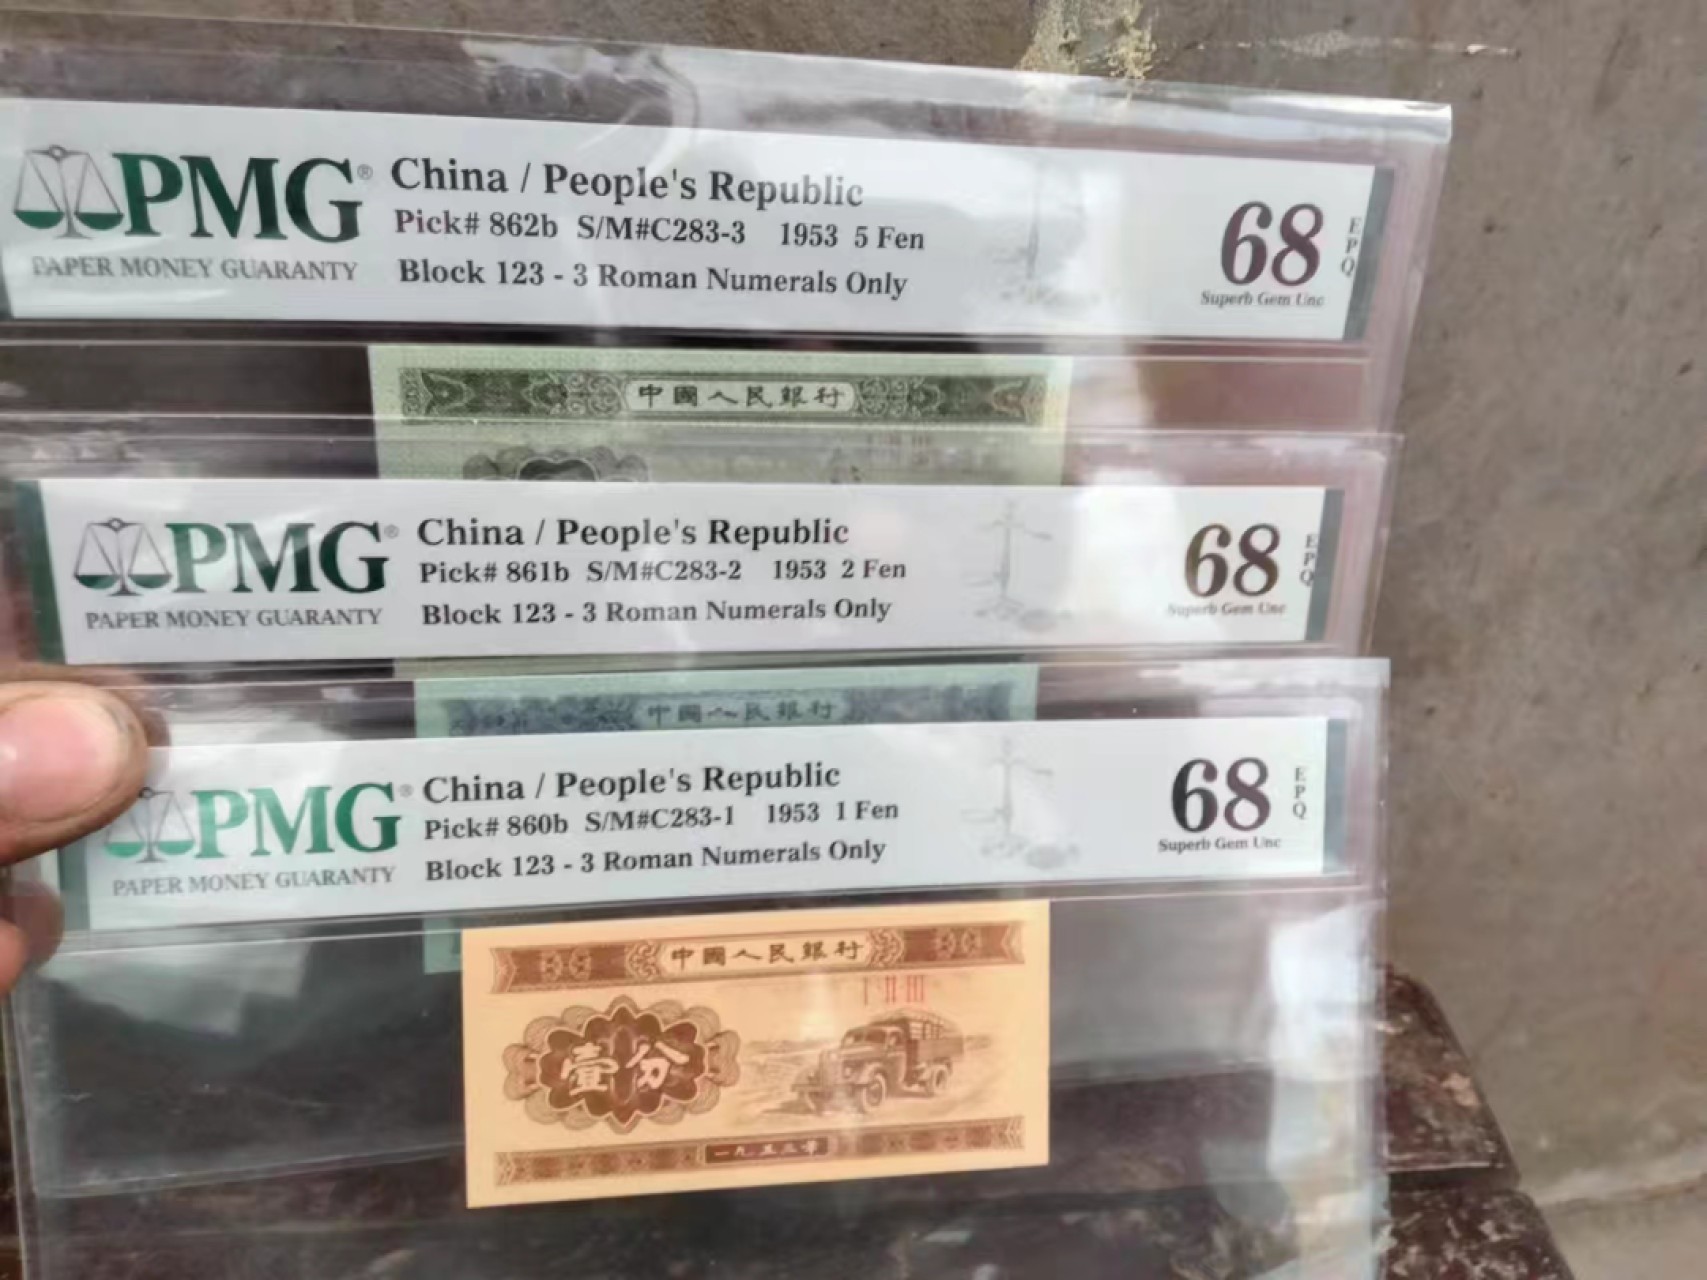 PMG®
PAPER MONEY GUARANTY
China / People's Republic
Pick# 862b S/M#C283-3 1953 5 Fen
Block 123 - 3 Roman Numerals Only
68
EPQ
Superb Gem Unc
中國人民銀行
PMG®
PAPER MONEY GUARANTY
China / People's Republic
Pick# 861b S/M#C283-2 1953 2 Fen
Block 123 - 3 Roman Numerals Only
68
EPQ
Superb Gem Unc
中國人民銀行
PMG®
PAPER MONEY GUARANTY
China / People's Republic
Pick# 860b S/M#C283-1 1953 1 Fen
Block 123 - 3 Roman Numerals Only
68
EPQ
Superb Gem Unc
中國人民銀行
I II III
壹分
一九五三年